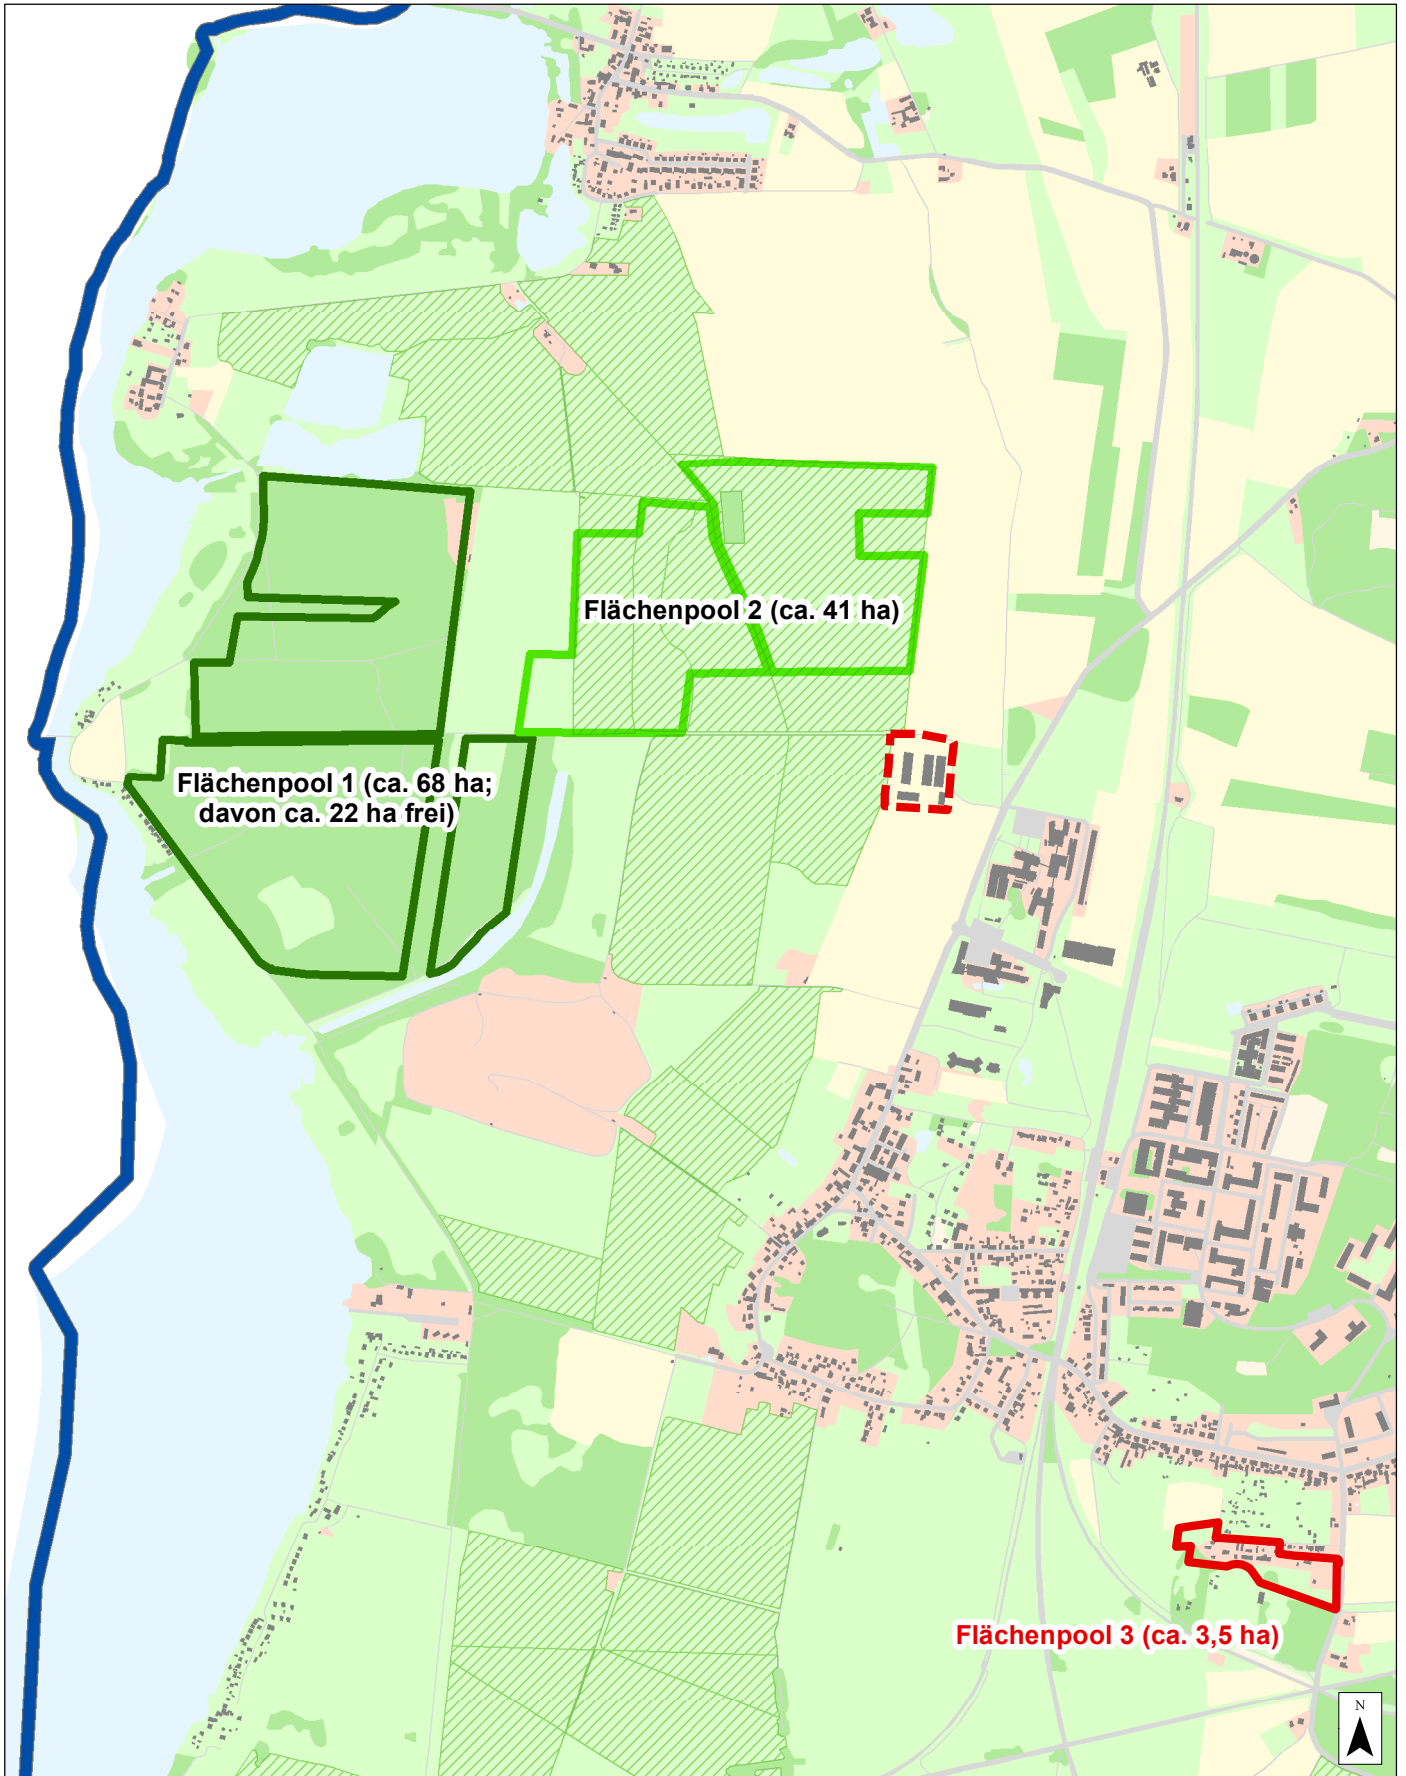 Flächenpool 2 (ca. 41 ha)
Flächenpool 1 (ca. 68 ha;
davon ca. 22 ha frei)
Flächenpool 3 (ca. 3,5 ha)
N